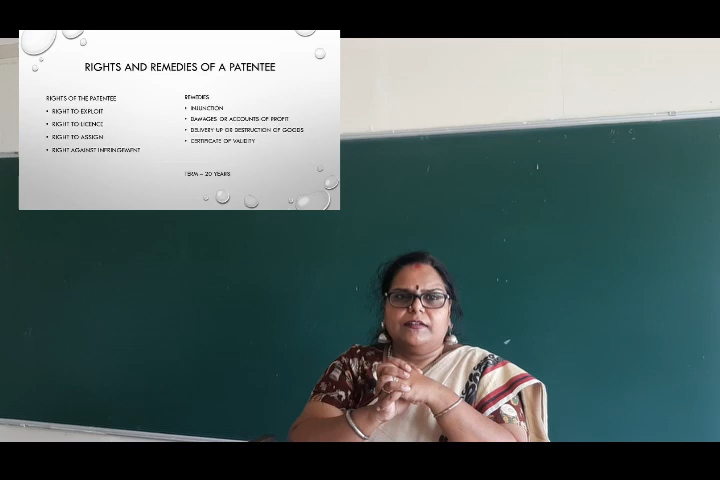 RIGHTS AND REMEDIES OF A PATENTEE
RIGHTS OF THE PATENTEE
• RIGHT TO EXPLOIT
• RIGHT TO LICENCE
• RIGHT TO ASSIGN
• RIGHT AGAINST INFRINGEMENT
REMEDIES
• INJUNCTION
• DAMAGES OR ACCOUNTS OF PROFIT
• DELIVERY UP OR DESTRUCTION OF GOODS
• CERTIFICATE OF VALIDITY
TERM – 20 YEARS